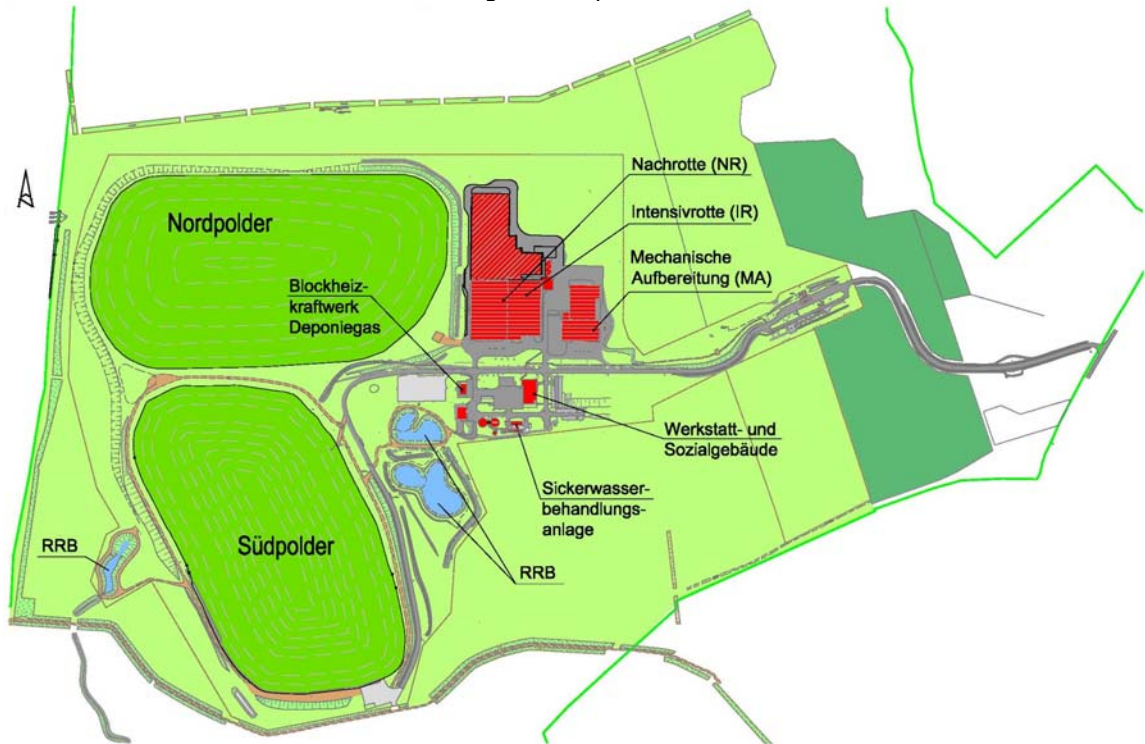 Nordpolder
Nachrotte (NR)
Intensivrotte (IR)
Mechanische
Aufbereitung (MA)
Blockheiz-
kraftwerk
Deponiegas
Werkstatt- und
Sozialgebäude
Sickerwasser-
behandlungs-
anlage
Südpolder
RRB
RRB